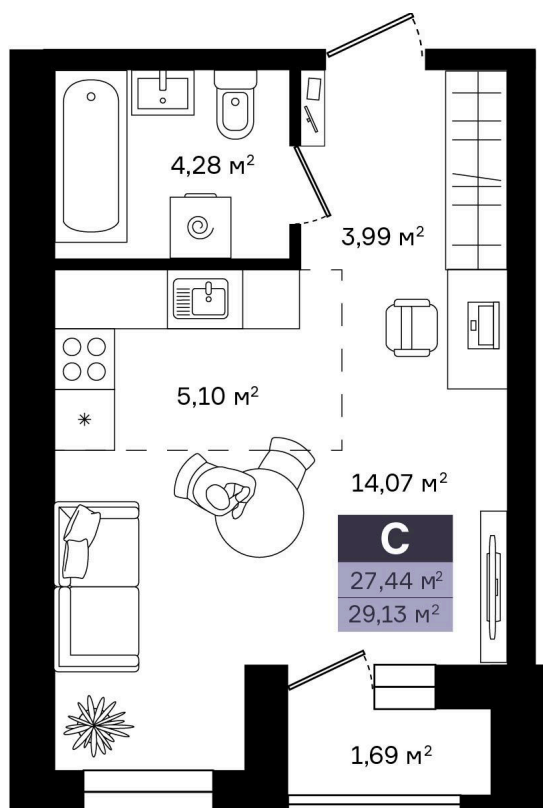 4,28 м²
3,99 м²
5,10 м²
14,07 м²
С
27,44 м²
29,13 м²
1,69 м²